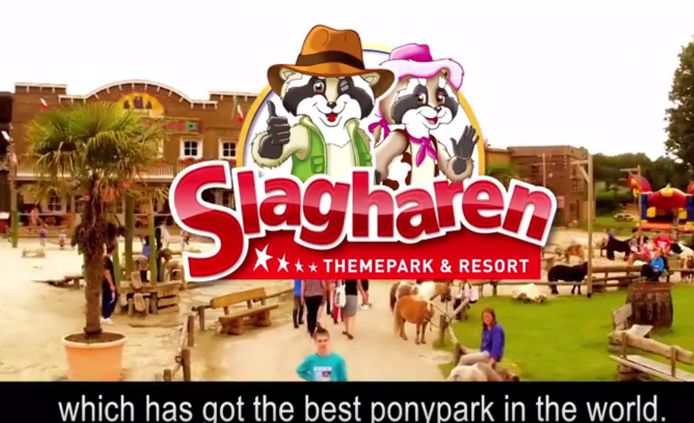 Slagharen
THEMEPARK & RESORT
which has got the best ponypark in the world.